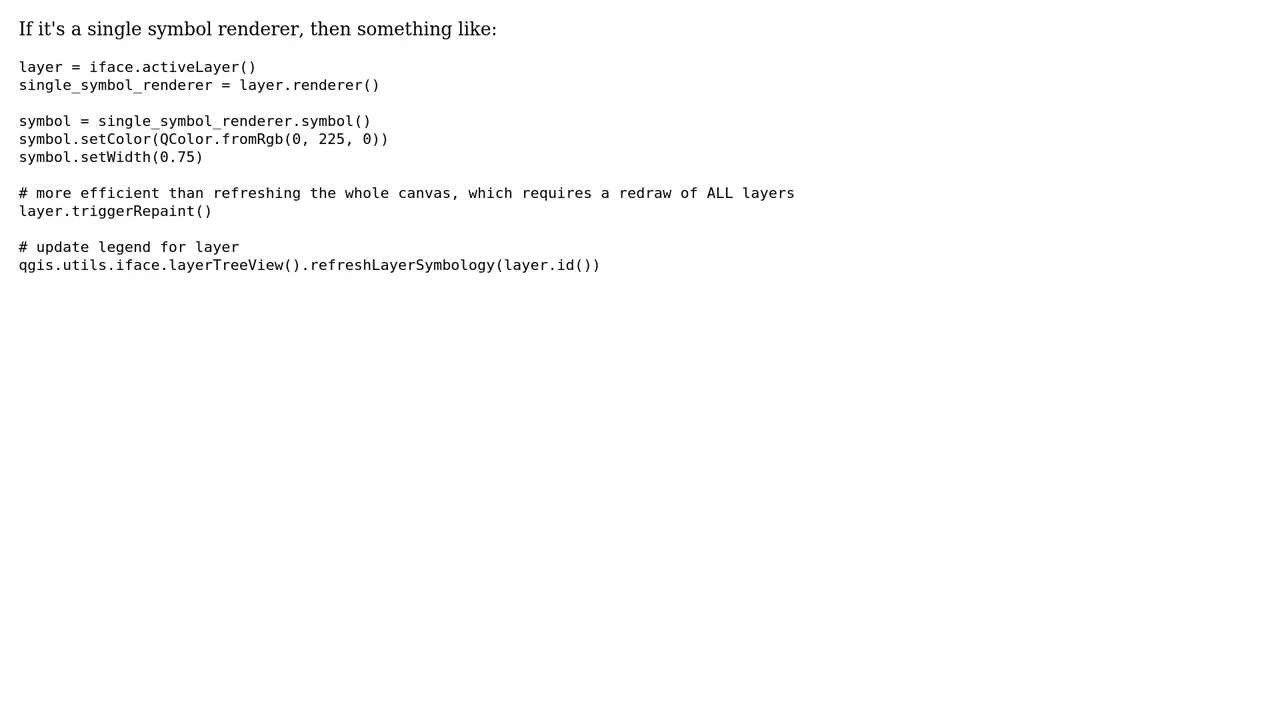 If it's a single symbol renderer, then something like:
layer = iface.activeLayer()
single_symbol_renderer = layer.renderer()
symbol = single_symbol_renderer.symbol()
symbol.setColor(QColor.fromRgb(0, 225, 0))
symbol.setWidth(0.75)
# more efficient than refreshing the whole canvas, which requires a redraw of ALL layers
layer.triggerRepaint()
# update legend for layer
qgis.utils.iface.layerTreeView().refreshLayerSymbology(layer.id())